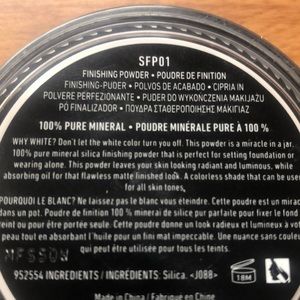 SFP01
FINISHING POWDER • POUDRE DE FINITION
FINISHING-PUDER • POLVOS DE ACABADO • CIPRIA IN
POLVERE PERFEZIONANTE • PUDER DO WYKOŃCZENIA MAKIJAŻU
PÓ FINALIZADOR • ΠΟΥΔΡΑ ΣΤΑΘΕΡΟΠΟΙΗΣΗΣ ΜΑΚΙΓΙΑΖ
100% PURE MINERAL • POUDRE MINÉRALE PURE À 100 %
WHY WHITE? Don't let the white color turn you off. This powder is a miracle in a jar.
100% pure mineral silica finishing powder that is perfect for setting foundation or
wearing alone. This powder leaves your skin looking radiant and luminous, while
absorbing oil for that flawless matte finished look. A colorless shade that can be used
for all skin tones.
POURQUOI LE BLANC? Ne laissez pas le blanc vous éteindre. Cette poudre est un miracle
dans un pot. Poudre de finition 100 % minéral de silice pur parfaite pour fixer le fond
de teint ou pour être portée seule. Cette poudre donne un look radieux et lumineux à votre
peau tout en absorbant l'huile pour un fini mat impeccable. Une nuance sans couleurs
qui peut être utilisée pour tous les teints.
952554 INGREDIENTS / INGRÉDIENTS: Silica. <J088>
18M
Made in China / Fabriqué en Chine